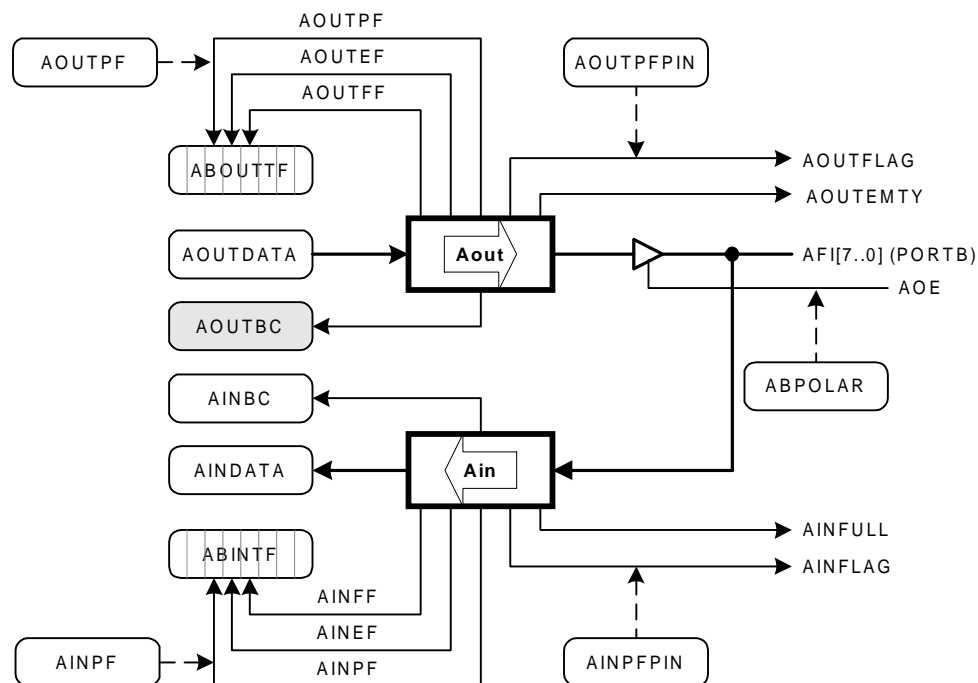 AOUTPF
AOUTPF
AOUTEF
AOUTFF
AOUTPFPIN
ABOUTTF
AOUTFLAG
AOUTEMTY
AOUTDATA
Aout
AFI[7..0] (PORTB)
AOE
AOUTBC
ABPOLAR
AINBC
AINDATA
Ain
AINFULL
ABINTF
AINFLAG
AINFF
AINEF
AINPF
AINPF
AINPFPIN